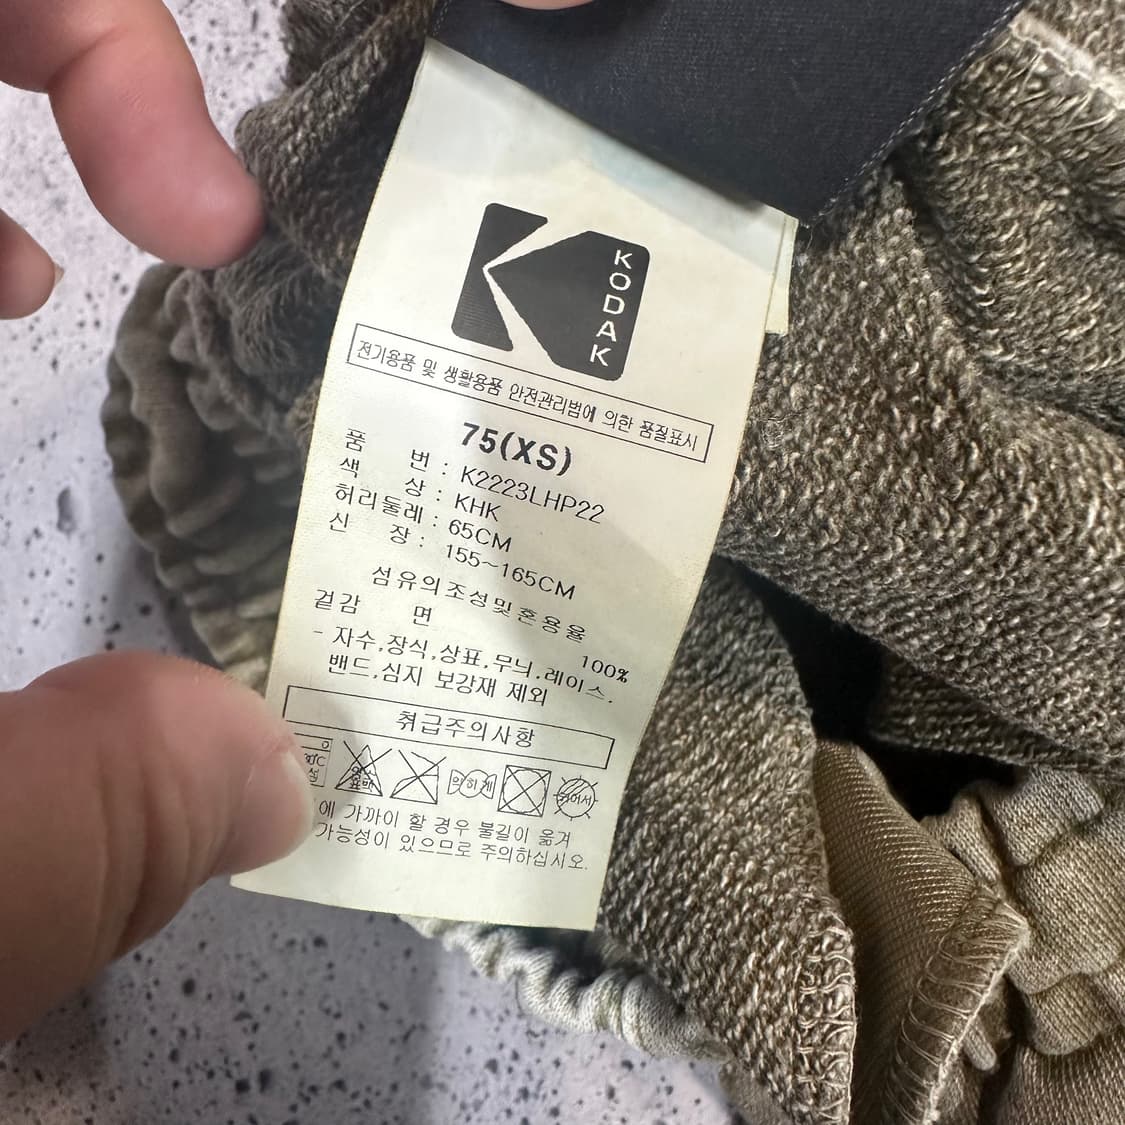 KODAK
전기용품 및 생활용품 안전관리법에 의한 품질표시
75(XS)
품 번 : K2223LHP22
색 상 : KHK
허리둘레 : 65CM
신 장 : 155~165CM
섬유의조성및혼용율
겉감 면 100%
- 자수,장식,상표,무늬,레이스.
밴드,심지 보강재 제외
취급주의사항
약하게
에 가까이 할 경우 불길이 옮겨
가능성이 있으므로 주의하십시오.